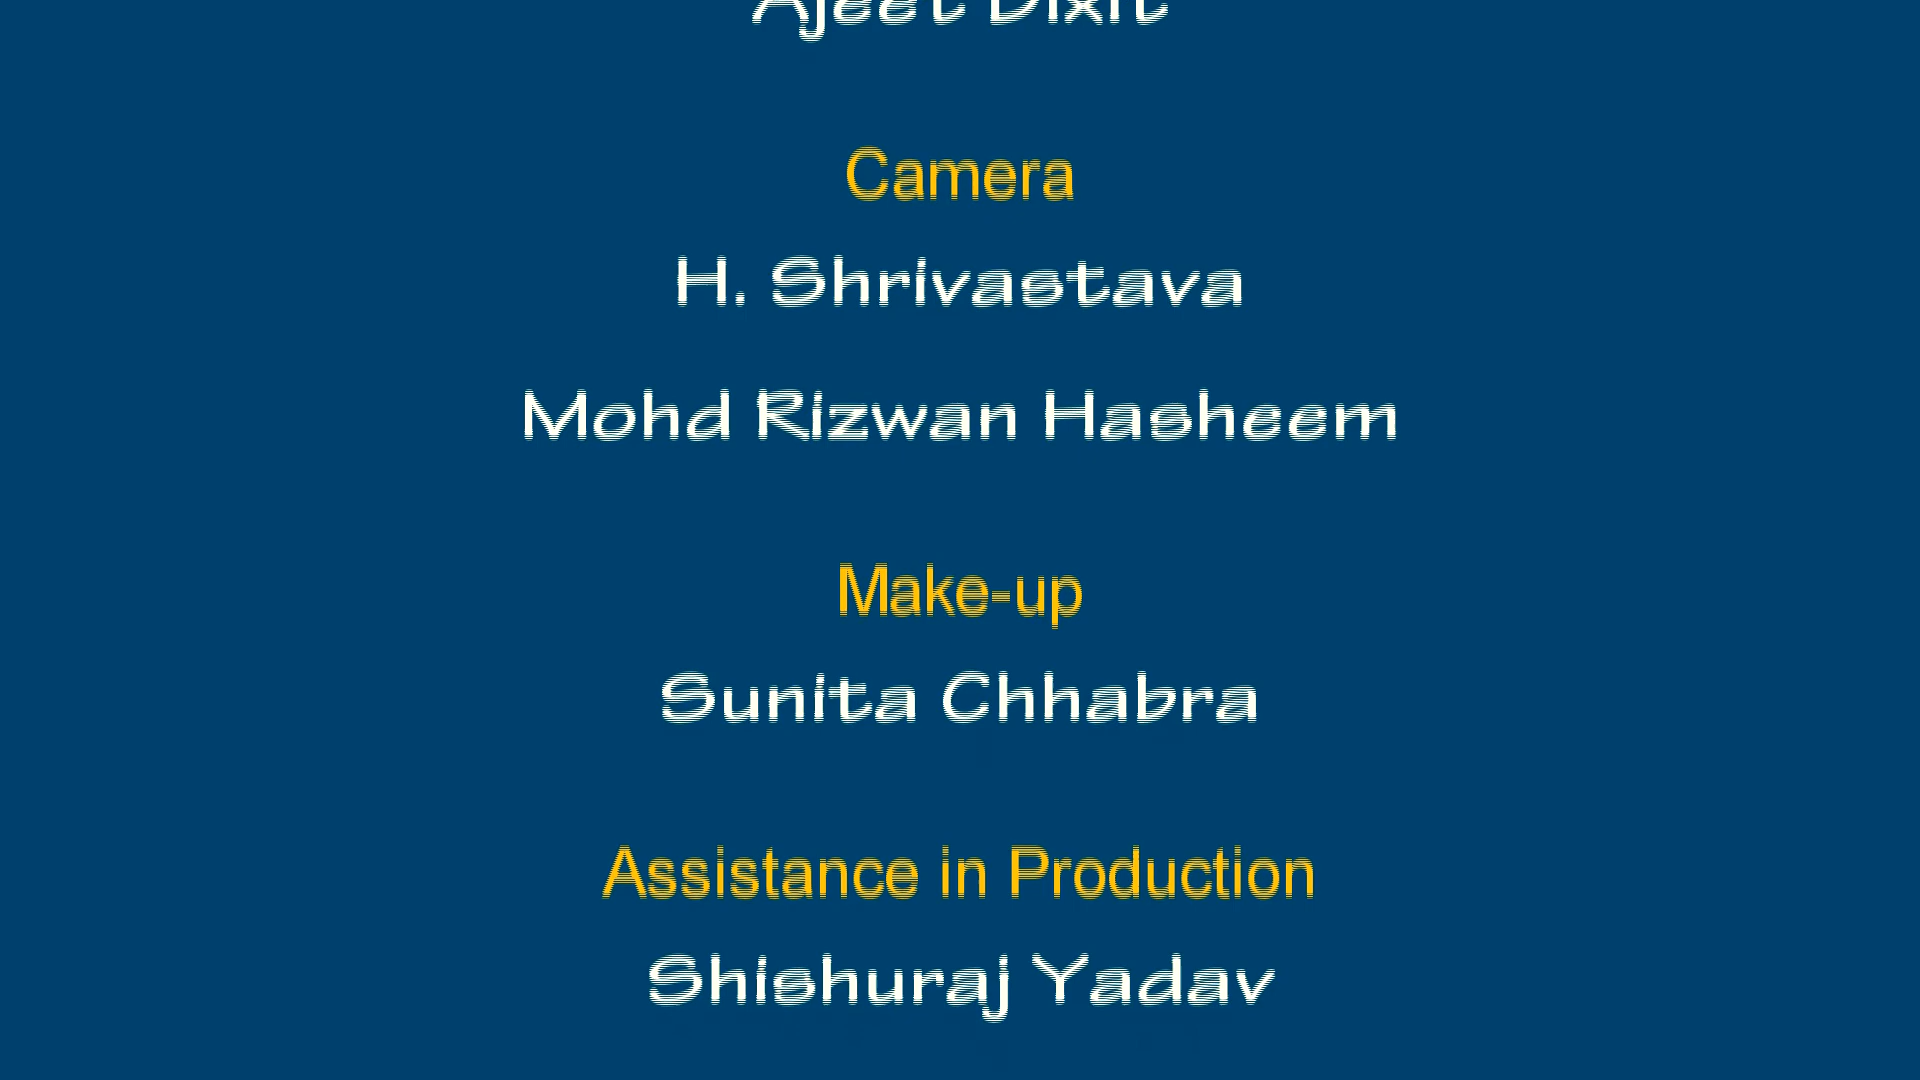 Ajeet Dixit
Camera
H. Shrivastava
Mohd Rizwan Hasheem
Make-up
Sunita Chhabra
Assistance in Production
Shishuraj Yadav